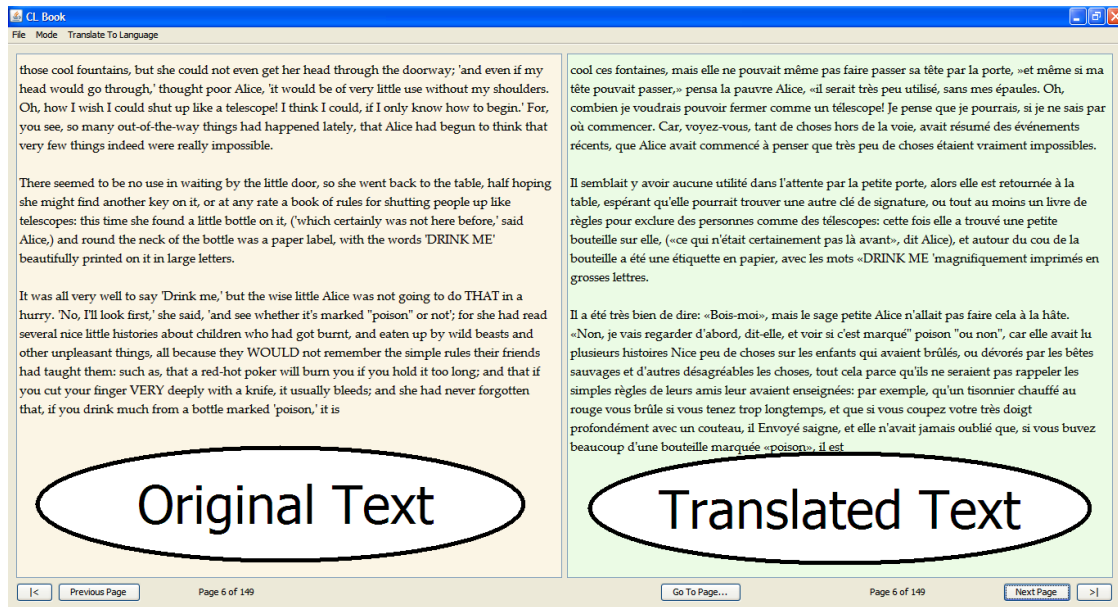 CL Book
File Mode Translate To Language
those cool fountains, but she could not even get her head through the doorway; 'and even if my
head would go through,' thought poor Alice, 'it would be of very little use without my shoulders.
Oh, how I wish I could shut up like a telescope! I think I could, if I only know how to begin.' For,
you see, so many out-of-the-way things had happened lately, that Alice had begun to think that
very few things indeed were really impossible.
There seemed to be no use in waiting by the little door, so she went back to the table, half hoping
she might find another key on it, or at any rate a book of rules for shutting people up like
telescopes: this time she found a little bottle on it, ('which certainly was not here before,' said
Alice,) and round the neck of the bottle was a paper label, with the words 'DRINK ME'
beautifully printed on it in large letters.
It was all very well to say 'Drink me,' but the wise little Alice was not going to do THAT in a
hurry. 'No, I'll look first,' she said, 'and see whether it's marked "poison" or not'; for she had read
several nice little histories about children who had got burnt, and eaten up by wild beasts and
other unpleasant things, all because they WOULD not remember the simple rules their friends
had taught them: such as, that a red-hot poker will burn you if you hold it too long; and that if
you cut your finger VERY deeply with a knife, it usually bleeds; and she had never forgotten
that, if you drink much from a bottle marked 'poison,' it is
Original Text
cool ces fontaines, mais elle ne pouvait même pas faire passer sa tête par la porte, »et même si ma
tête pouvait passer,» pensa la pauvre Alice, «il serait très peu utilisé, sans mes épaules. Oh,
combien je voudrais pouvoir fermer comme un télescope! Je pense que je pourrais, si je ne sais par
où commencer. Car, voyez-vous, tant de choses hors de la voie, avait résumé des événements
récents, que Alice avait commencé à penser que très peu de choses étaient vraiment impossibles.
Il semblait y avoir aucune utilité dans l'attente par la petite porte, alors elle est retournée à la
table, espérant qu'elle pourrait trouver une autre clé de signature, ou tout au moins un livre de
règles pour exclure des personnes comme des télescopes: cette fois elle a trouvé une petite
bouteille sur elle, («ce qui n'était certainement pas là avant», dit Alice), et autour du cou de la
bouteille a été une étiquette en papier, avec les mots «DRINK ME 'magnifiquement imprimés en
grosses lettres.
Il a été très bien de dire: «Bois-moi», mais le sage petite Alice n'allait pas faire cela à la hâte.
«Non, je vais regarder d'abord, dit-elle, et voir si c'est marqué" poison "ou non", car elle avait lu
plusieurs histoires Nice peu de choses sur les enfants qui avaient brûlés, ou dévorés par les bêtes
sauvages et d'autres désagréables les choses, tout cela parce qu'ils ne seraient pas rappeler les
simples règles de leurs amis leur avaient enseignées: par exemple, qu'un tisonnier chauffé au
rouge vous brûle si vous tenez trop longtemps, et que si vous coupez votre très doigt
profondément avec un couteau, il Envoyé saigne, et elle n'avait jamais oublié que, si vous buvez
beaucoup d'une bouteille marquée «poison», il est
Translated Text
|< Previous Page Page 6 of 149 Go To Page... Page 6 of 149 Next Page >|